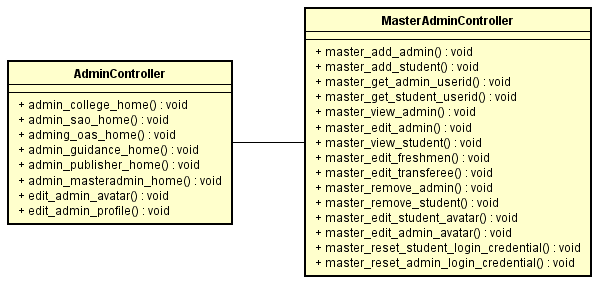 AdminController
+ admin_college_home() : void
+ admin_sao_home() : void
+ adming_oas_home() : void
+ admin_guidance_home() : void
+ admin_publisher_home() : void
+ admin_masteradmin_home() : void
+ edit_admin_avatar() : void
+ edit_admin_profile() : void
MasterAdminController
+ master_add_admin() : void
+ master_add_student() : void
+ master_get_admin_userid() : void
+ master_get_student_userid() : void
+ master_view_admin() : void
+ master_edit_admin() : void
+ master_view_student() : void
+ master_edit_freshmen() : void
+ master_edit_transferee() : void
+ master_remove_admin() : void
+ master_remove_student() : void
+ master_edit_student_avatar() : void
+ master_edit_admin_avatar() : void
+ master_reset_student_login_credential() : void
+ master_reset_admin_login_credential() : void